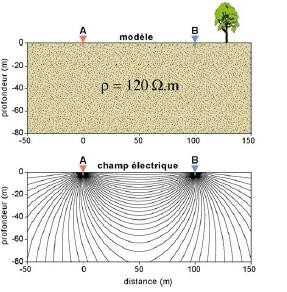 A B
modèle
profondeur (m)
0
-20
-40
-60
-80
ρ = 120 Ω.m
-50 0 50 100 150
A B
champ électrique
profondeur (m)
0
-20
-40
-60
-80
-50 0 50 100 150
distance (m)